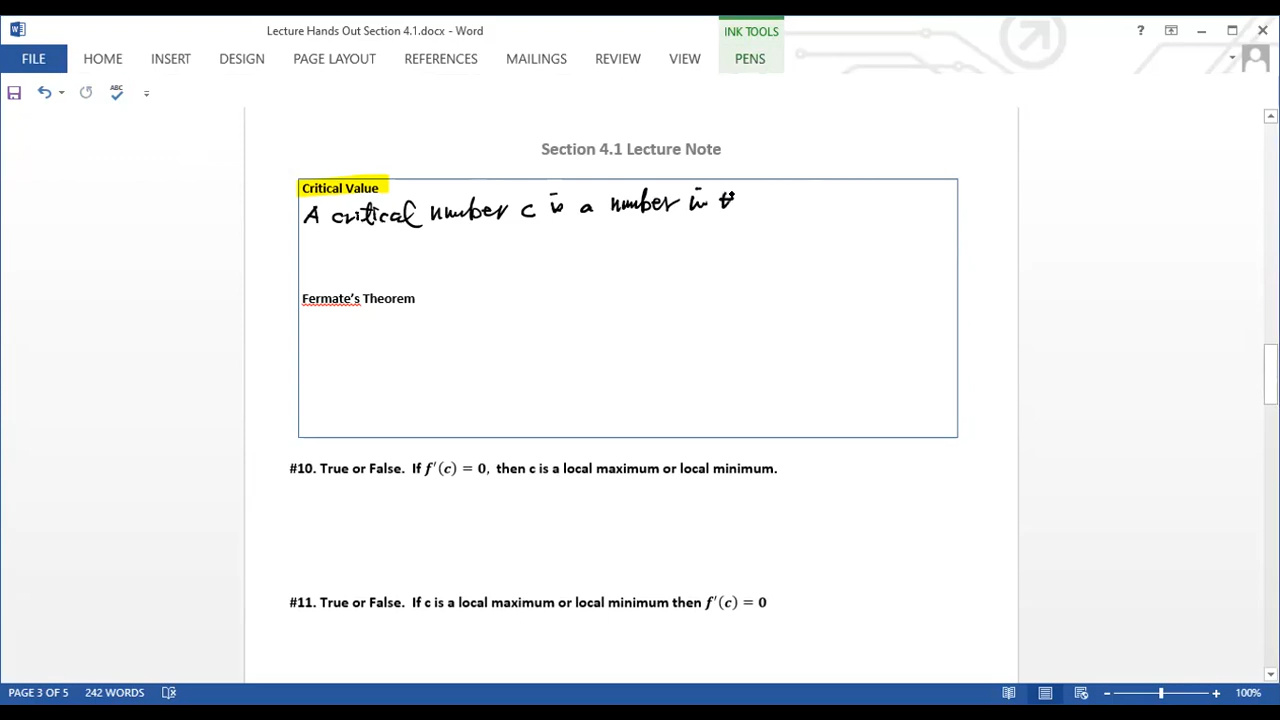 Lecture Hands Out Section 4.1.docx - Word
INK TOOLS
?
FILE HOME INSERT DESIGN PAGE LAYOUT REFERENCES MAILINGS REVIEW VIEW PENS
ABC
Section 4.1 Lecture Note
Critical Value
A critical number c is a number in
Fermate's Theorem
#10. True or False. If f′(c) = 0, then c is a local maximum or local minimum.
#11. True or False. If c is a local maximum or local minimum then f′(c) = 0
PAGE 3 OF 5 242 WORDS 100%